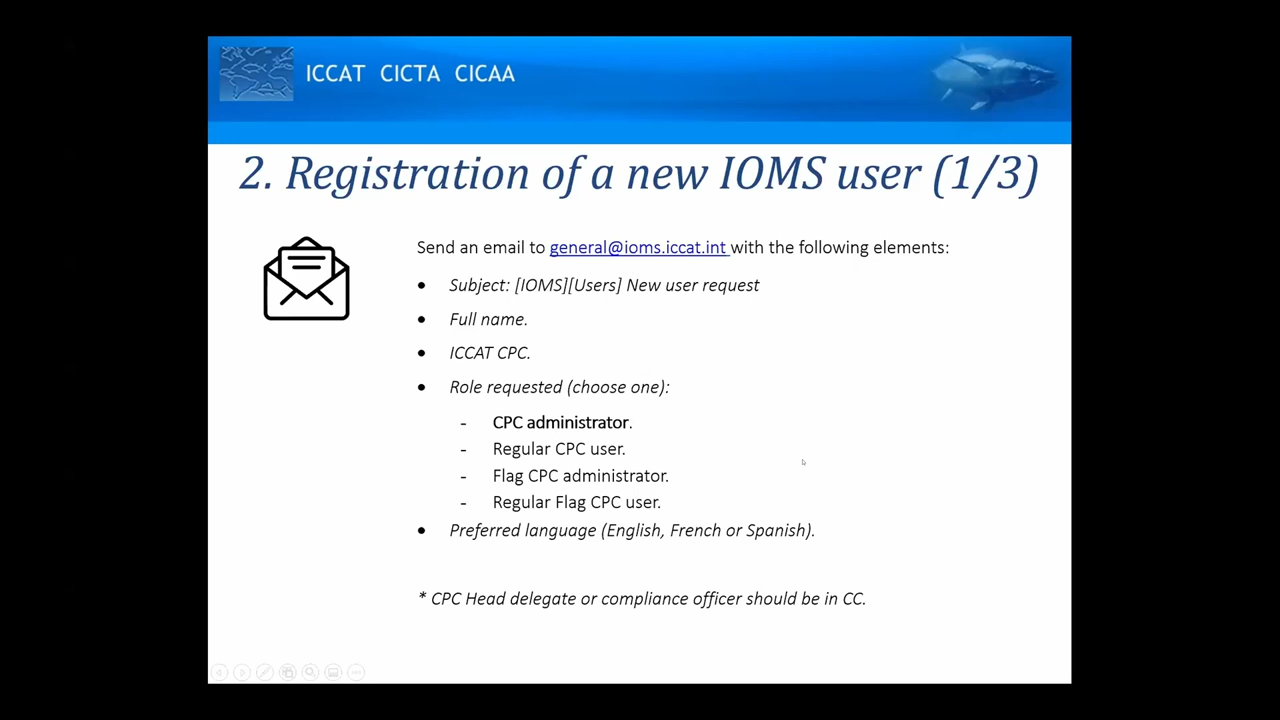 ICCAT CICTA CICAA
2. Registration of a new IOMS user (1/3)
Send an email to general@ioms.iccat.int with the following elements:
• Subject: [IOMS][Users] New user request
• Full name.
• ICCAT CPC.
• Role requested (choose one):
- CPC administrator.
- Regular CPC user.
- Flag CPC administrator.
- Regular Flag CPC user.
• Preferred language (English, French or Spanish).
* CPC Head delegate or compliance officer should be in CC.